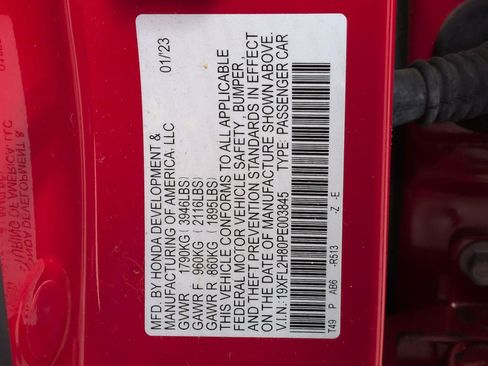 MFD. BY HONDA DEVELOPMENT &
MANUFACTURING OF AMERICA, LLC 01/'23
GVWR 1790KG (3946LBS)
GAWR F 960KG (2116LBS)
GAWR R 860KG (1896LBS)
THIS VEHICLE CONFORMS TO ALL APPLICABLE
FEDERAL MOTOR VEHICLE SAFETY, BUMPER,
AND THEFT PREVENTION STANDARDS IN EFFECT
ON THE DATE OF MANUFACTURE SHOWN ABOVE.
V.I.N.: 19XFL2H80PE003845 TYPE: PASSENGER CAR
T49 P AB6 -R513 -Z -E